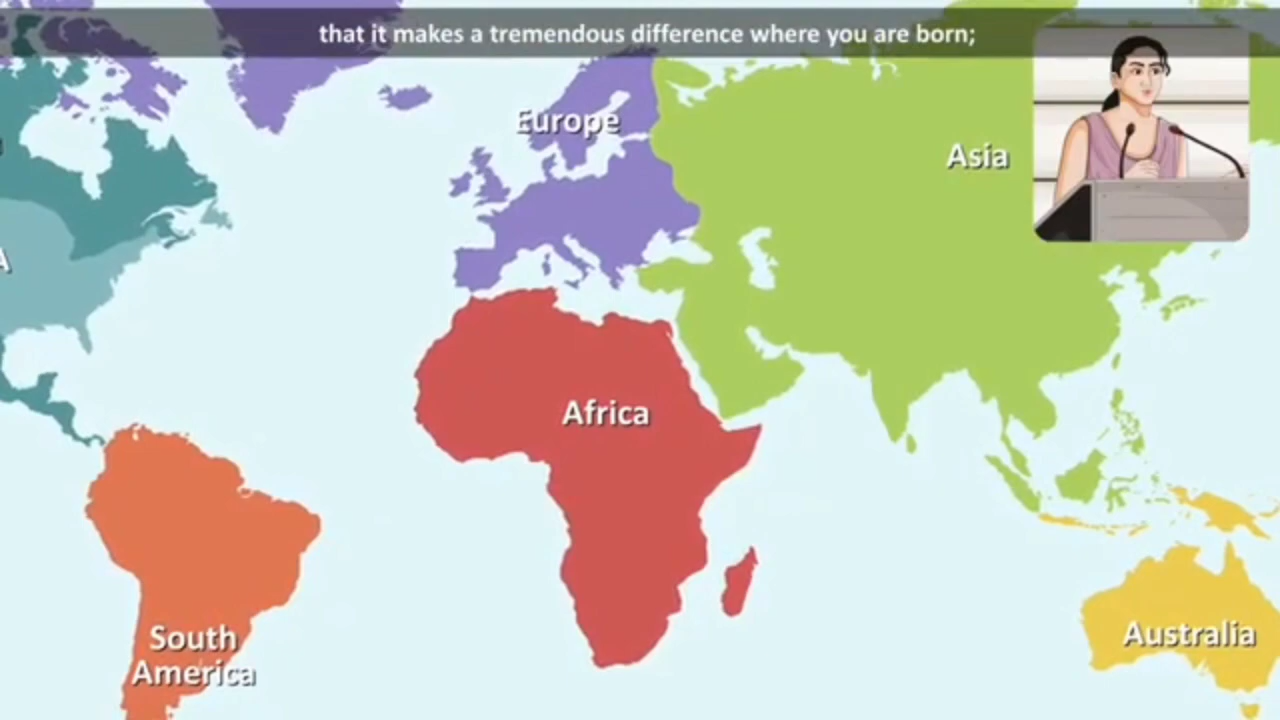 that it makes a tremendous difference where you are born;
Europe
Asia
A
Africa
South
America
Australia